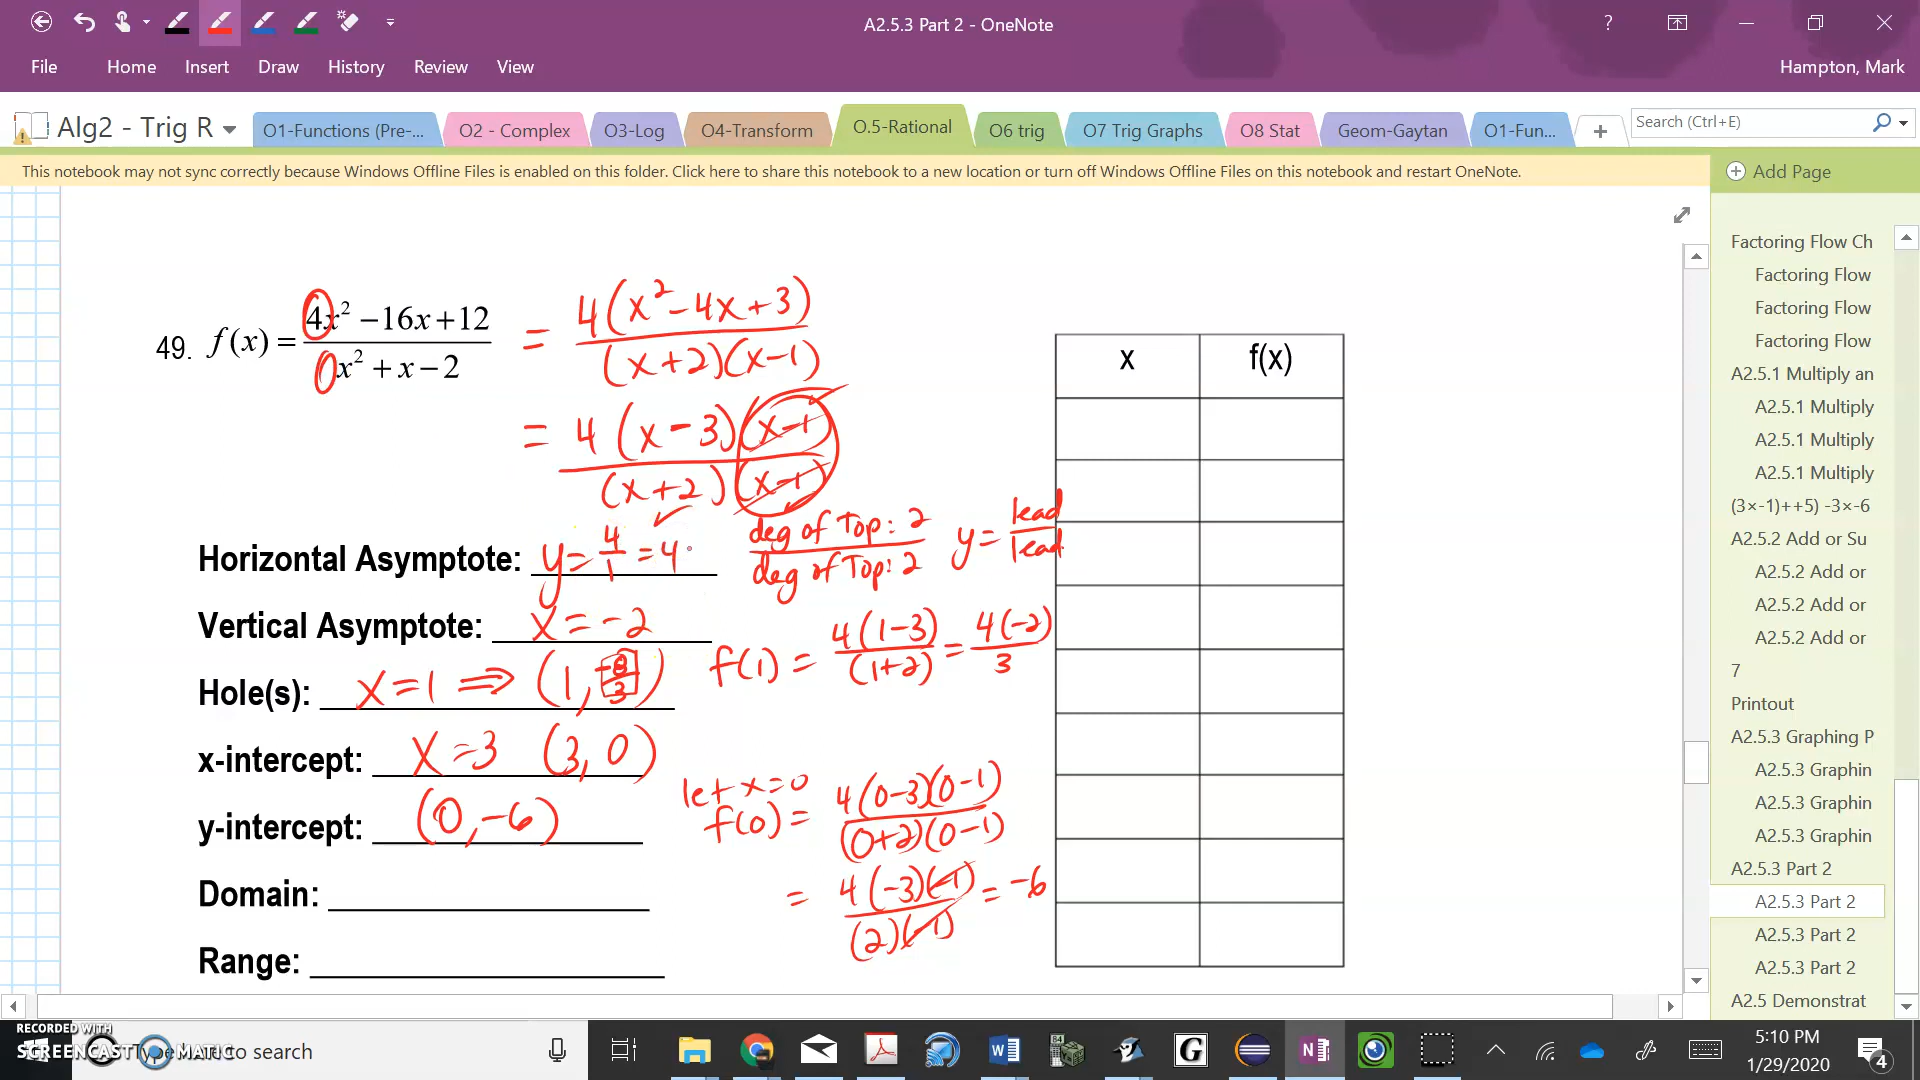 A2.5.3 Part 2 - OneNote
File Home Insert Draw History Review View
Hampton, Mark
Alg2 - Trig R
O1-Functions (Pre-... O2 - Complex O3-Log O4-Transform O.5-Rational O6 trig O7 Trig Graphs O8 Stat Geom-Gaytan O1-Fun...
Search (Ctrl+E)
This notebook may not sync correctly because Windows Offline Files is enabled on this folder. Click here to share this notebook to a new location or turn off Windows Offline Files on this notebook and restart OneNote.
Add Page
49. f(x) = (4x² − 16x + 12)/(x² + x − 2) = 4(x² − 4x + 3)/((x+2)(x−1))
= 4(x − 3)(x−1)/((x+2)(x−1))
x f(x)
Horizontal Asymptote: y = 4/1 = 4
deg of Top: 2
deg of Top: 2
y = lead/lead
Vertical Asymptote: x = −2
f(1) = 4(1−3)/(1+2) = 4(−2)/3
Hole(s): x = 1 ⇒ (1, −8/3)
x-intercept: x = 3 (3, 0)
let x = 0
y-intercept: (0, −6)
f(0) = 4(0−3)(0−1)/((0+2)(0−1))
= 4(−3)(−1)/((2)(−1)) = −6
Domain:
Range:
Factoring Flow Ch
Factoring Flow
Factoring Flow
Factoring Flow
A2.5.1 Multiply an
A2.5.1 Multiply
A2.5.1 Multiply
A2.5.1 Multiply
(3×-1)++5) -3×-6
A2.5.2 Add or Su
A2.5.2 Add or
A2.5.2 Add or
A2.5.2 Add or
7
Printout
A2.5.3 Graphing P
A2.5.3 Graphin
A2.5.3 Graphin
A2.5.3 Graphin
A2.5.3 Part 2
A2.5.3 Part 2
A2.5.3 Part 2
A2.5.3 Part 2
A2.5 Demonstrat
RECORDED WITH
SCREENCAST MATIC
Type here to search
5:10 PM
1/29/2020
4